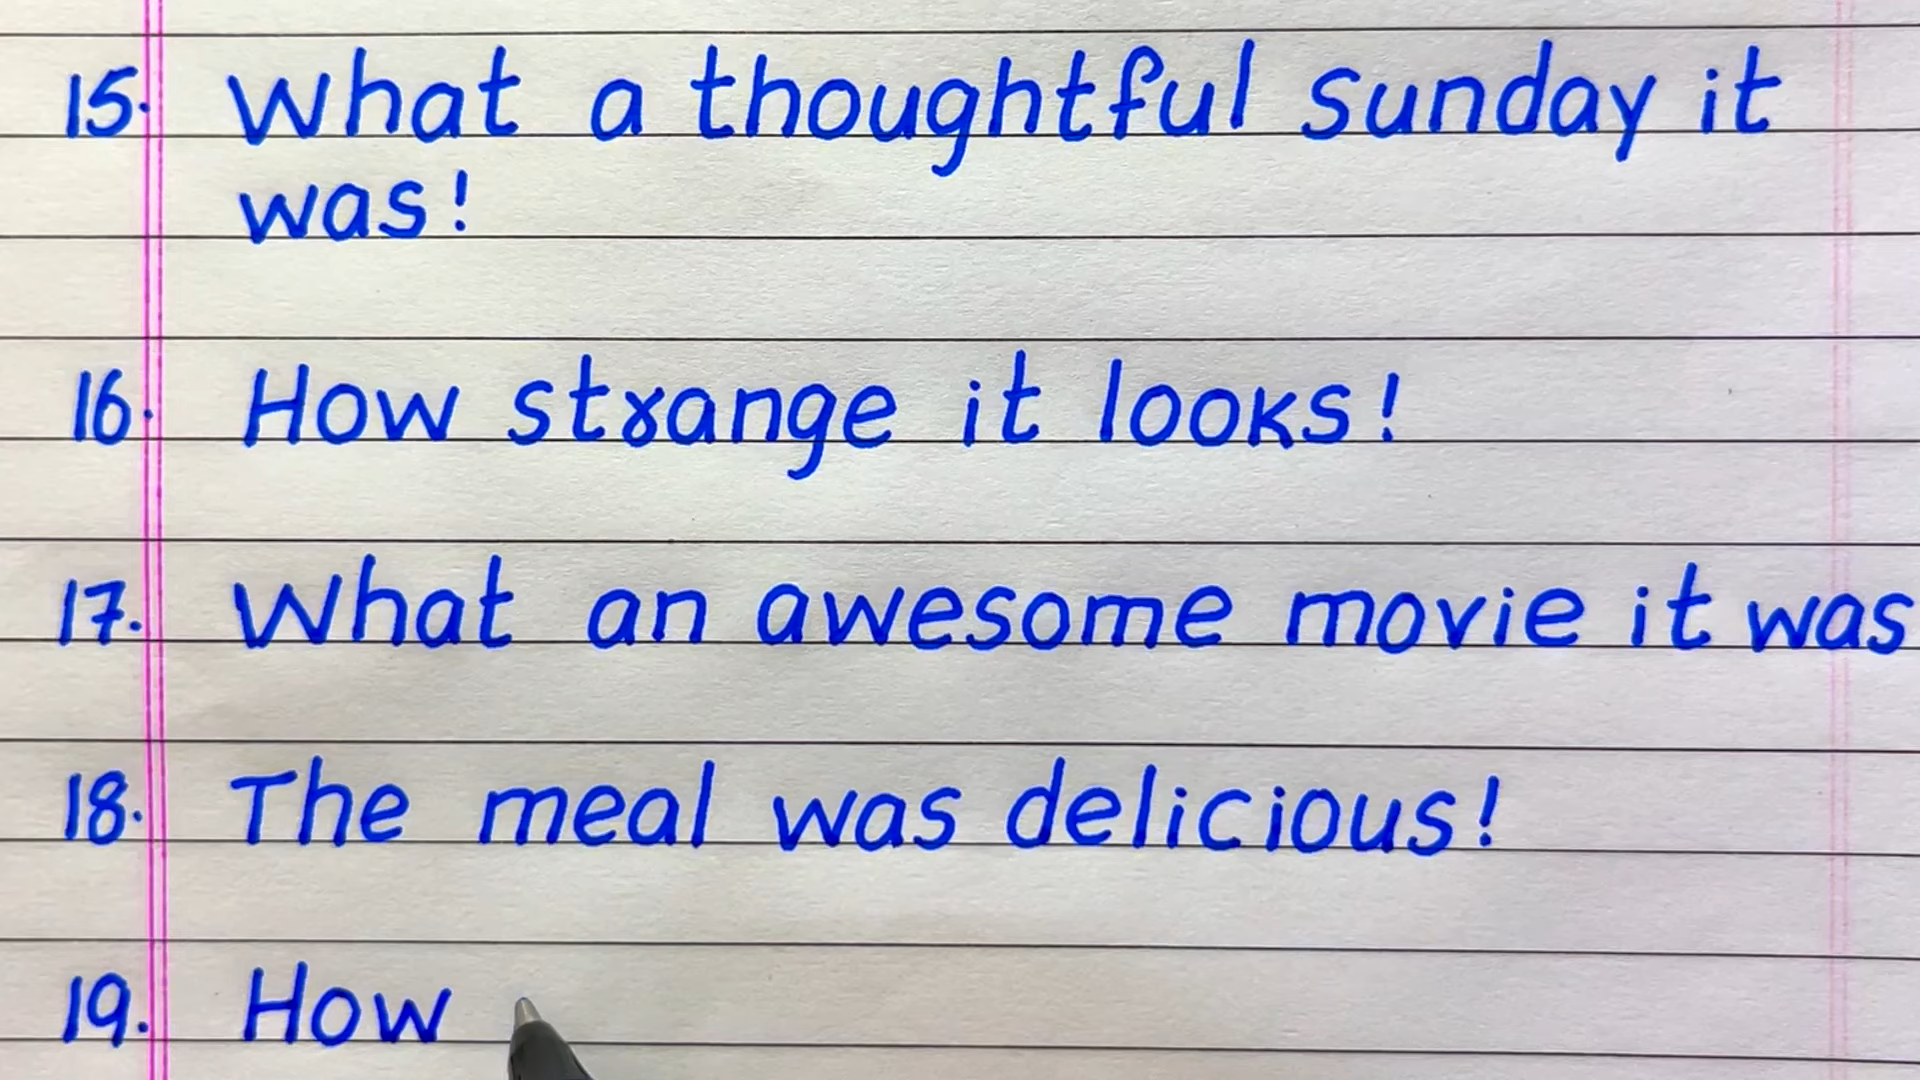 15. What a thoughtful Sunday it
was!
16. How strange it looks!
17. What an awesome movie it was
18. The meal was delicious!
19. How